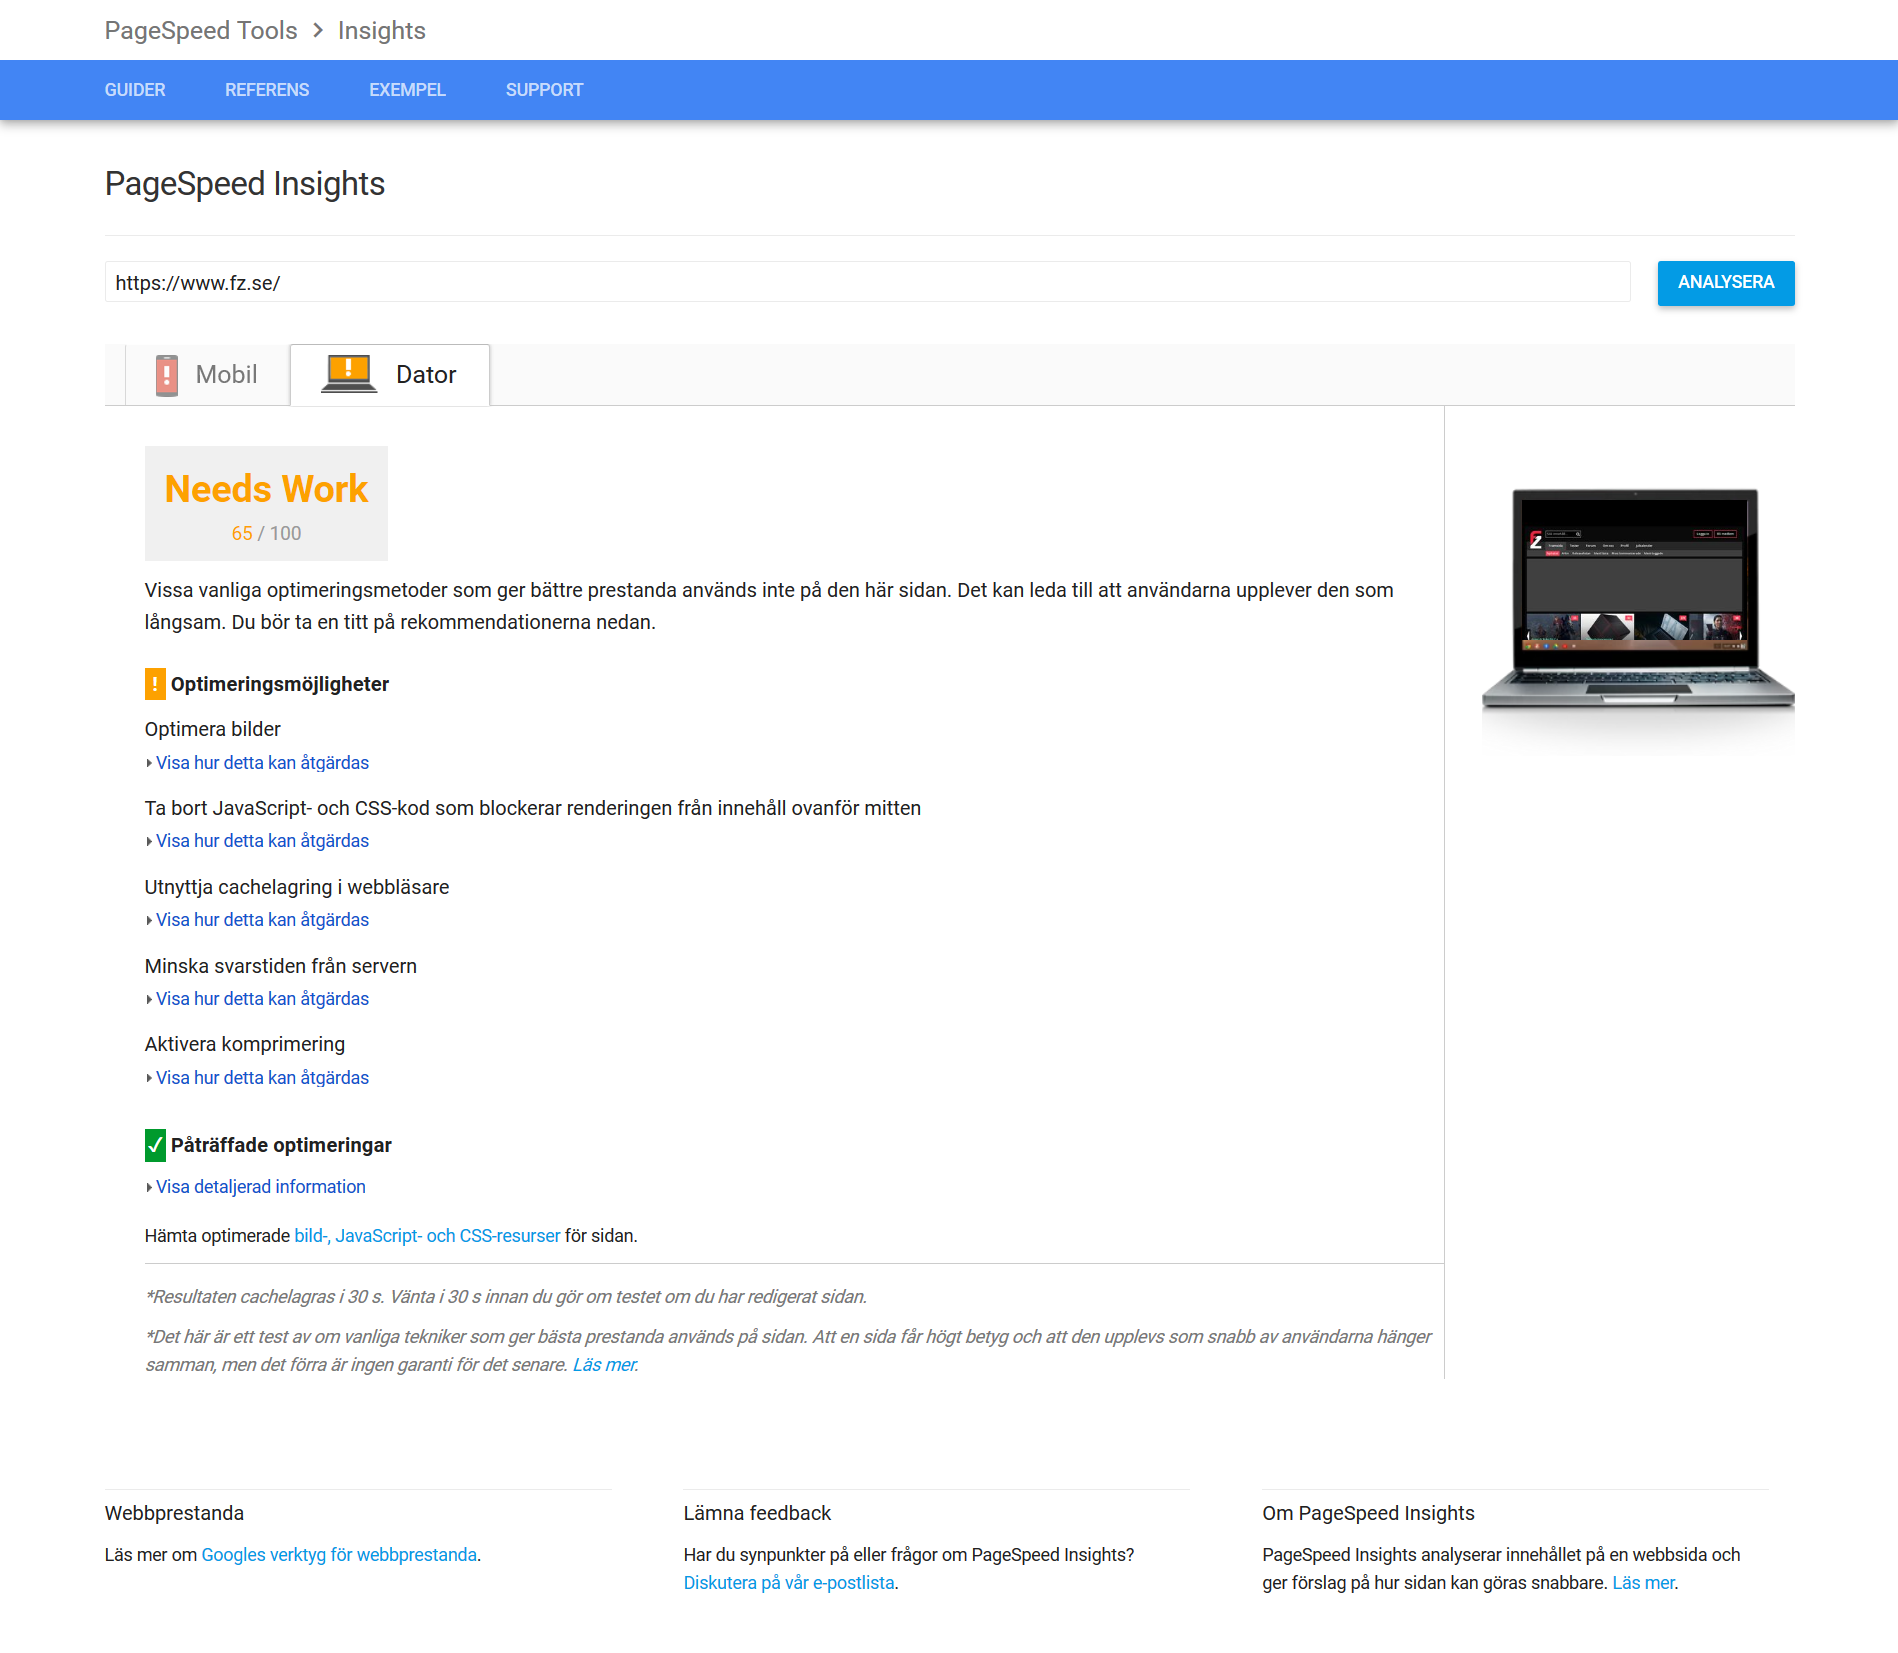 PageSpeed Tools > Insights
GUIDER REFERENS EXEMPEL SUPPORT
PageSpeed Insights
https://www.fz.se/
ANALYSERA
Mobil
Dator
Needs Work
65 / 100
Vissa vanliga optimeringsmetoder som ger bättre prestanda används inte på den här sidan. Det kan leda till att användarna upplever den som
långsam. Du bör ta en titt på rekommendationerna nedan.
! Optimeringsmöjligheter
Optimera bilder
Visa hur detta kan åtgärdas
Ta bort JavaScript- och CSS-kod som blockerar renderingen från innehåll ovanför mitten
Visa hur detta kan åtgärdas
Utnyttja cachelagring i webbläsare
Visa hur detta kan åtgärdas
Minska svarstiden från servern
Visa hur detta kan åtgärdas
Aktivera komprimering
Visa hur detta kan åtgärdas
✓ Påträffade optimeringar
Visa detaljerad information
Hämta optimerade bild-, JavaScript- och CSS-resurser för sidan.
*Resultaten cachelagras i 30 s. Vänta i 30 s innan du gör om testet om du har redigerat sidan.
*Det här är ett test av om vanliga tekniker som ger bästa prestanda används på sidan. Att en sida får högt betyg och att den upplevs som snabb av användarna hänger
samman, men det förra är ingen garanti för det senare. Läs mer.
Webbprestanda
Läs mer om Googles verktyg för webbprestanda.
Lämna feedback
Har du synpunkter på eller frågor om PageSpeed Insights?
Diskutera på vår e-postlista.
Om PageSpeed Insights
PageSpeed Insights analyserar innehållet på en webbsida och
ger förslag på hur sidan kan göras snabbare. Läs mer.